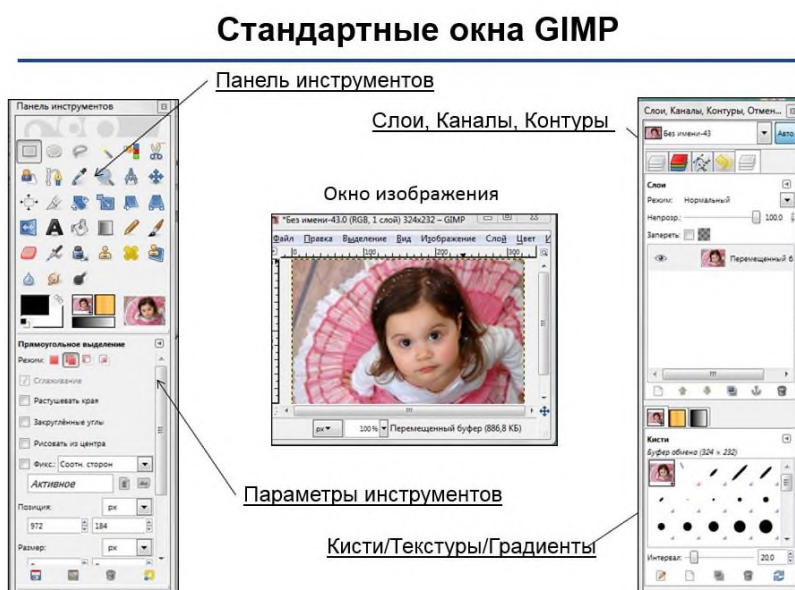 Стандартные окна GIMP
Панель инструментов
Панель инструментов
Слои, Каналы, Контуры
Слои, Каналы, Контуры, Отмен...
Без имени-43
Авто
Окно изображения
*Без имени-43.0 (RGB, 1 слой) 324x232 – GIMP
Файл Правка Выделение Вид Изображение Слой Цвет И
0 100 200 300
Слои
Режим: Нормальный
Непрозр.: 100,0
Запереть:
Перемещенный б
px 100% Перемещенный буфер (886,8 КБ)
Прямоугольное выделение
Режим:
Сглаживание
Растушевать края
Закруглённые углы
Рисовать из центра
Фикс.: Соотн. сторон
Активное
Позиция: px
972 184
Размер: px
Параметры инструментов
Кисти/Текстуры/Градиенты
Кисти
Буфер обмена (324 x 232)
Интервал: 20,0